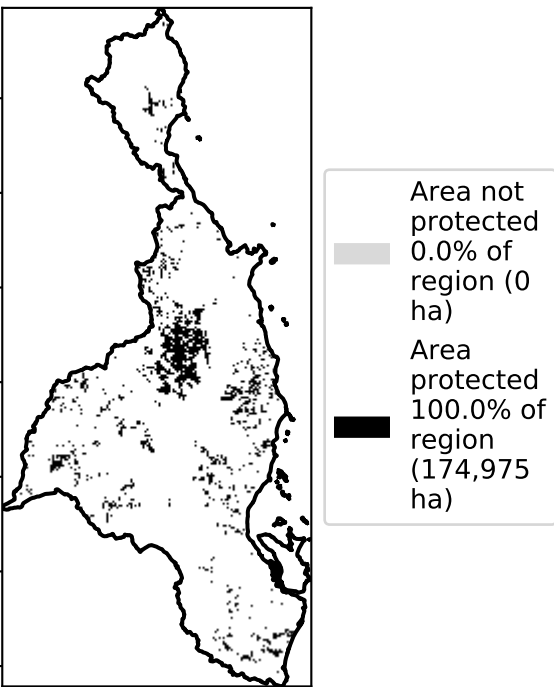 Area not
protected
0.0% of
region (0
ha)
Area
protected
100.0% of
region
(174,975
ha)